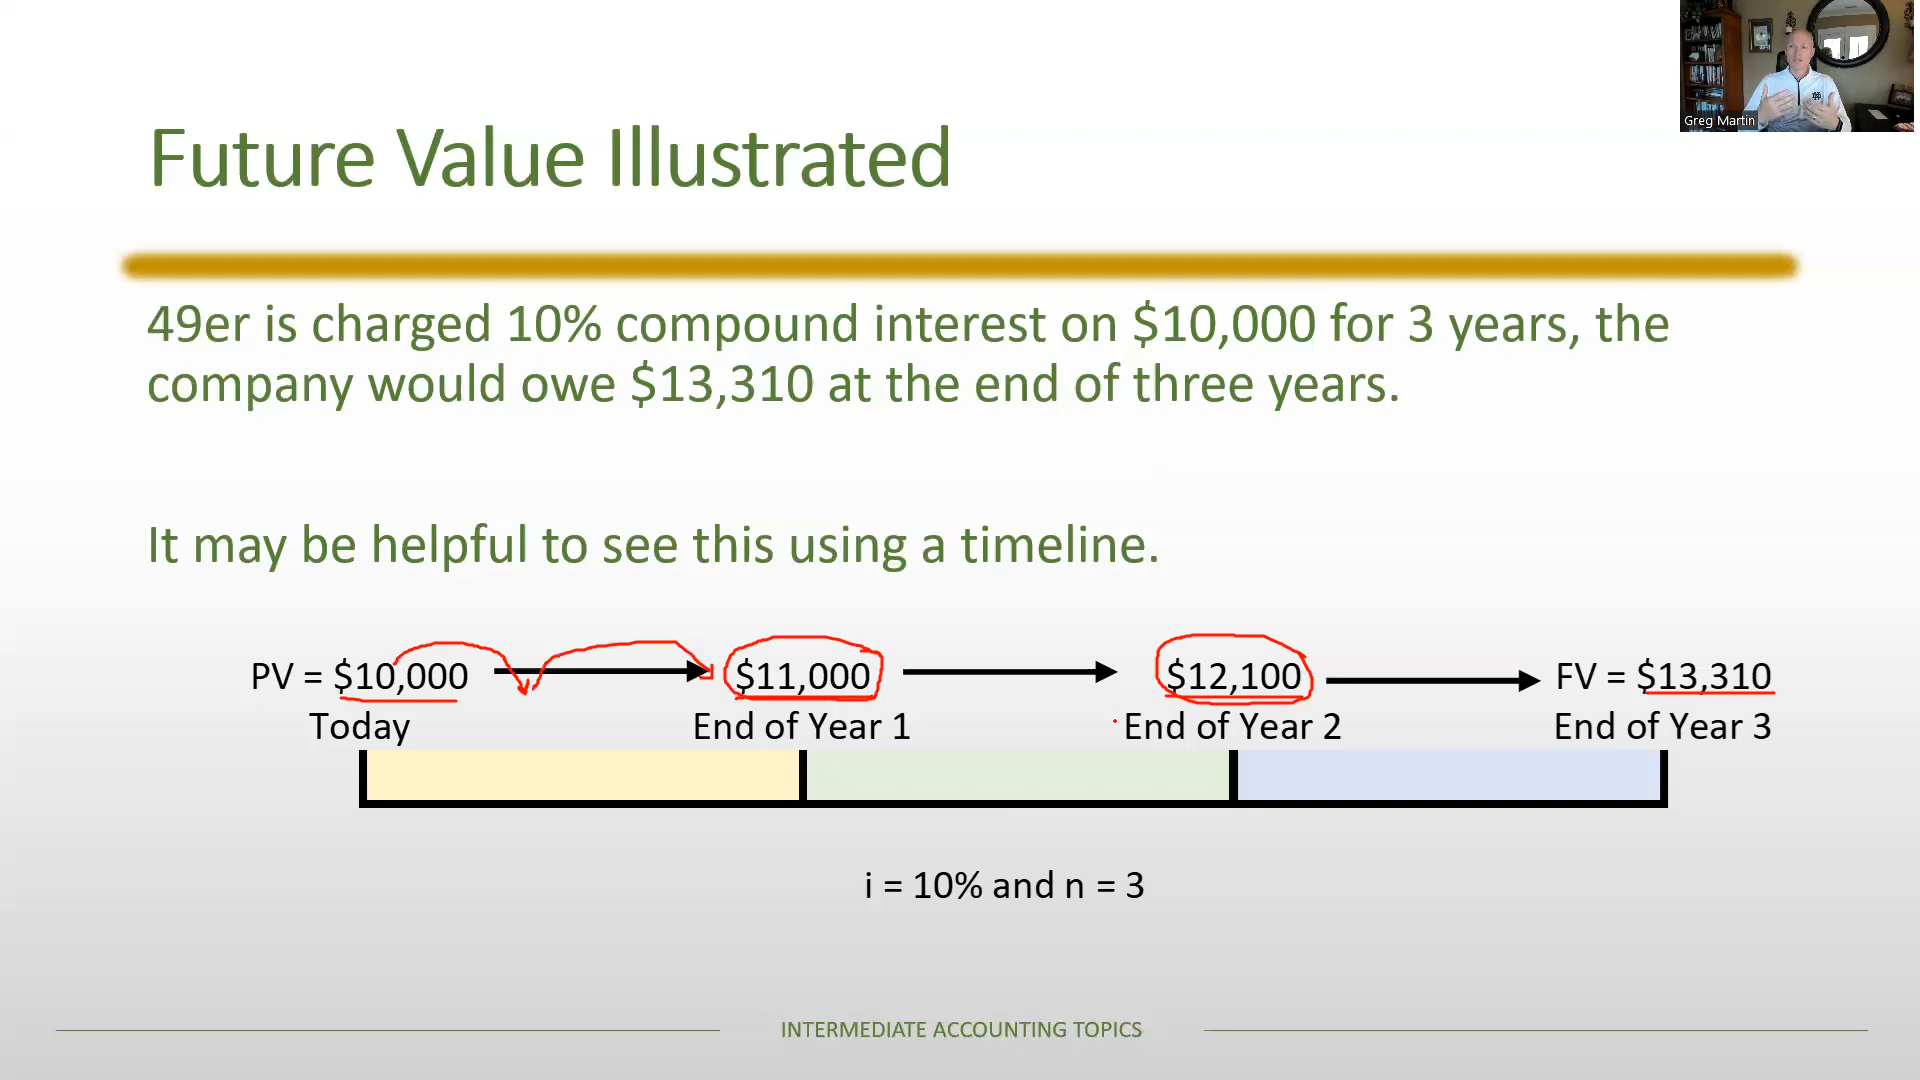 Greg Martin
Future Value Illustrated
49er is charged 10% compound interest on $10,000 for 3 years, the
company would owe $13,310 at the end of three years.
It may be helpful to see this using a timeline.
PV = $10,000 $11,000 $12,100 FV = $13,310
Today End of Year 1 End of Year 2 End of Year 3
i = 10% and n = 3
INTERMEDIATE ACCOUNTING TOPICS